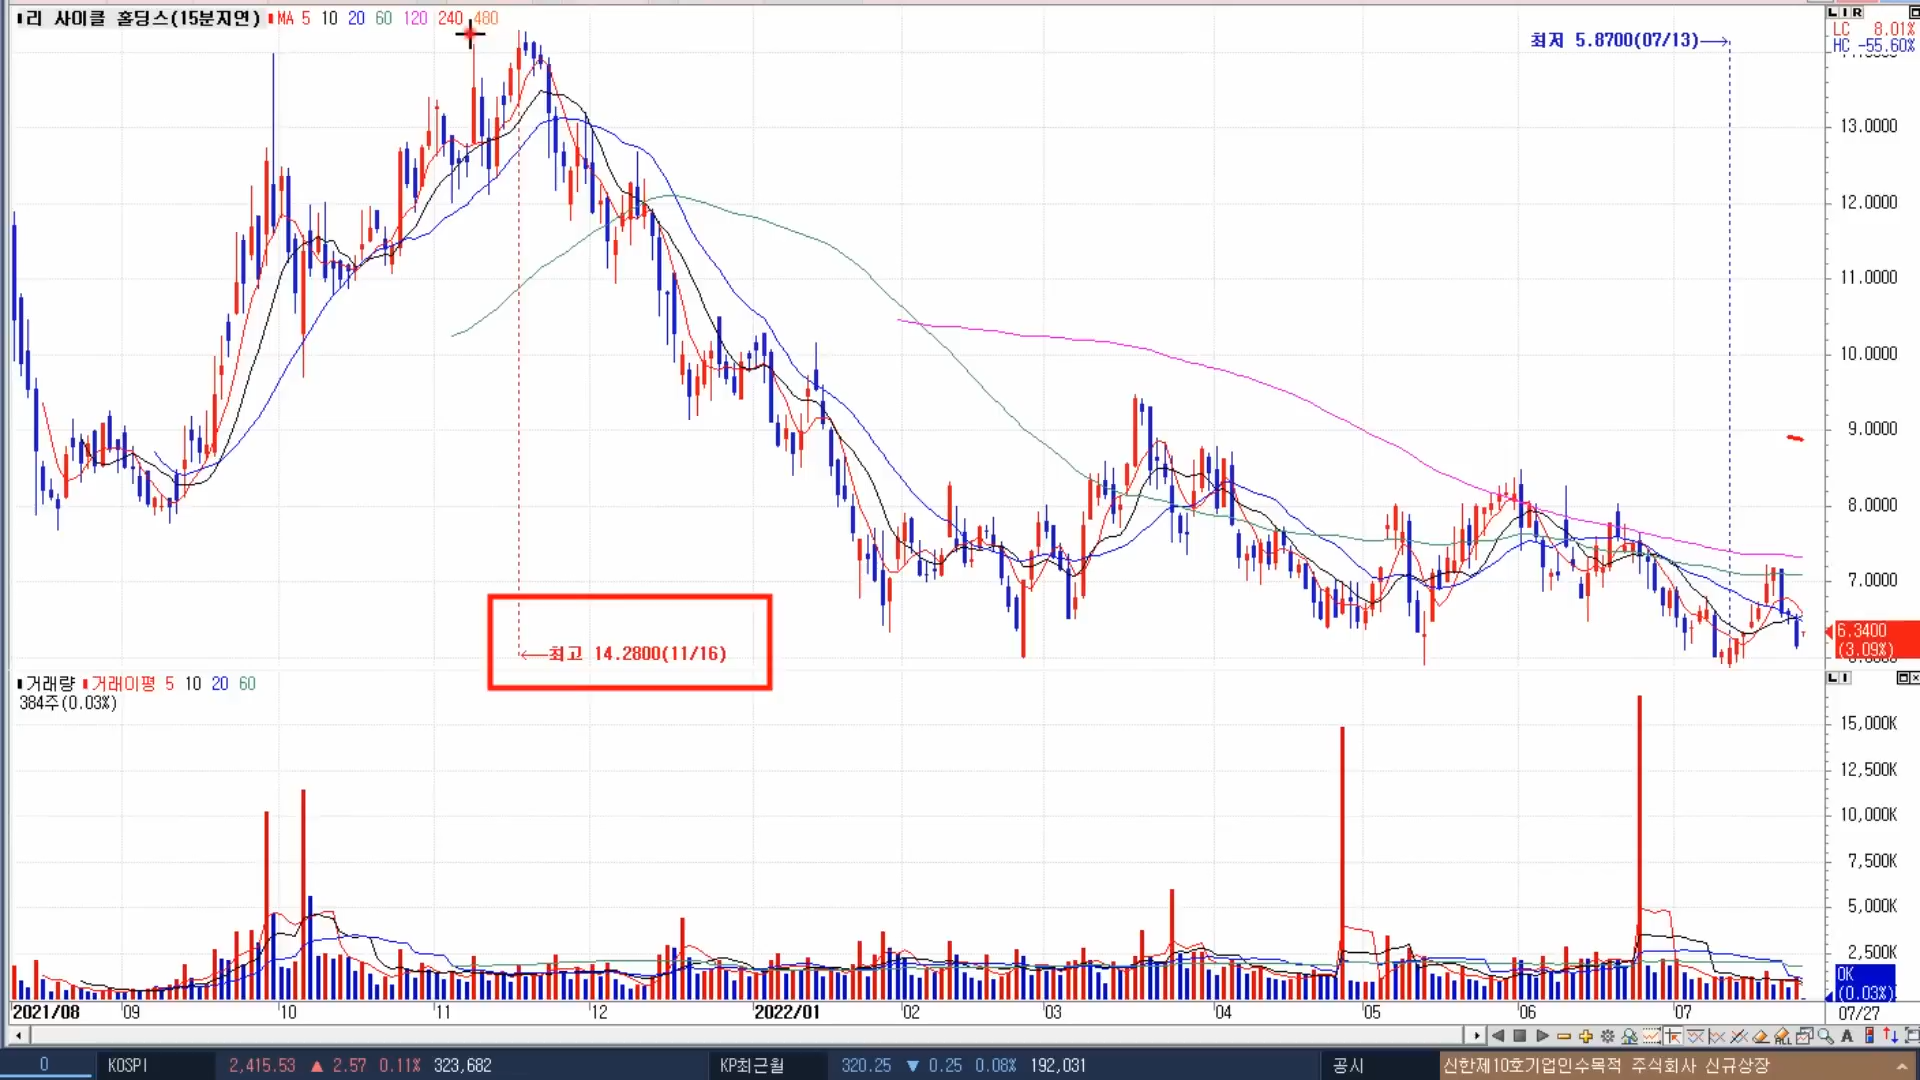 리 사이클 홀딩스(15분지연) MA 5 10 20 60 120 240 480
LIR
최저 5.8700(07/13)
LC 8.01%
HC -55.60%
13.0000
12.0000
11.0000
10.0000
9.0000
8.0000
7.0000
6.3400
(3.09%)
최고 14.2800(11/16)
거래량 거래이평 5 10 20 60
384주(0.03%)
LI
15,000K
12,500K
10,000K
7,500K
5,000K
2,500K
0K
(0.03%)
2021/08 09 10 11 12 2022/01 02 03 04 05 06 07 07/27
0 KOSPI 2,415.53 ▲ 2.57 0.11% 323,682 KP최근월 320.25 ▼ 0.25 0.08% 192,031 공시 신한제10호기업인수목적 주식회사 신규상장